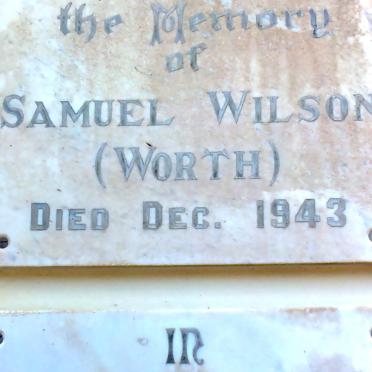 the Memory
of
SAMUEL WILSON
(WORTH)
DIED DEC. 1943
IN